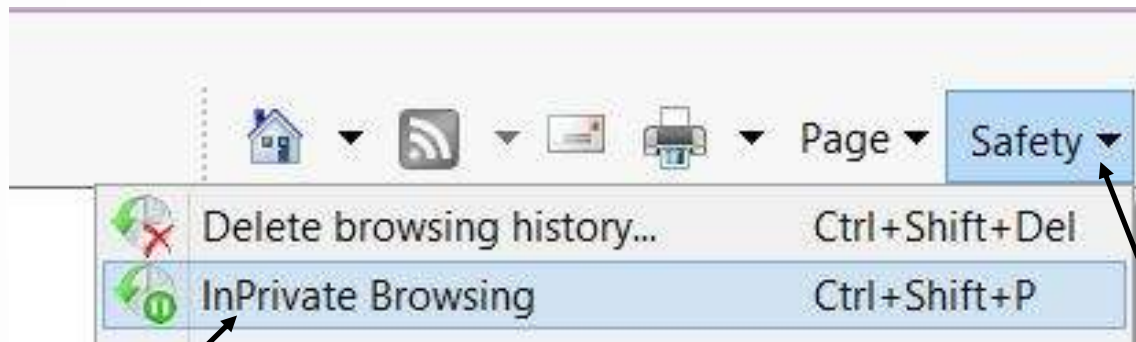 Page Safety
Delete browsing history... Ctrl+Shift+Del
InPrivate Browsing Ctrl+Shift+P